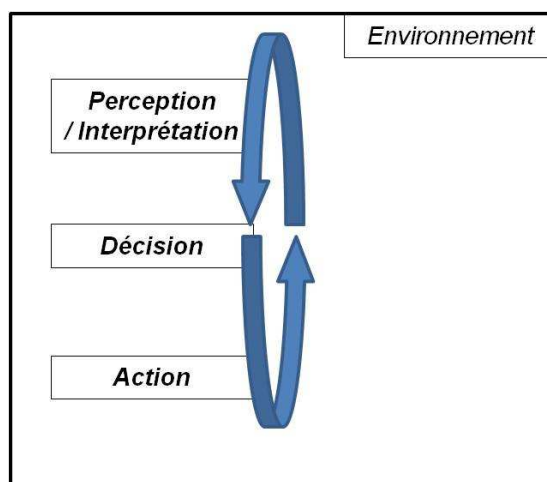 Environnement
Perception
/ Interprétation
Décision
Action